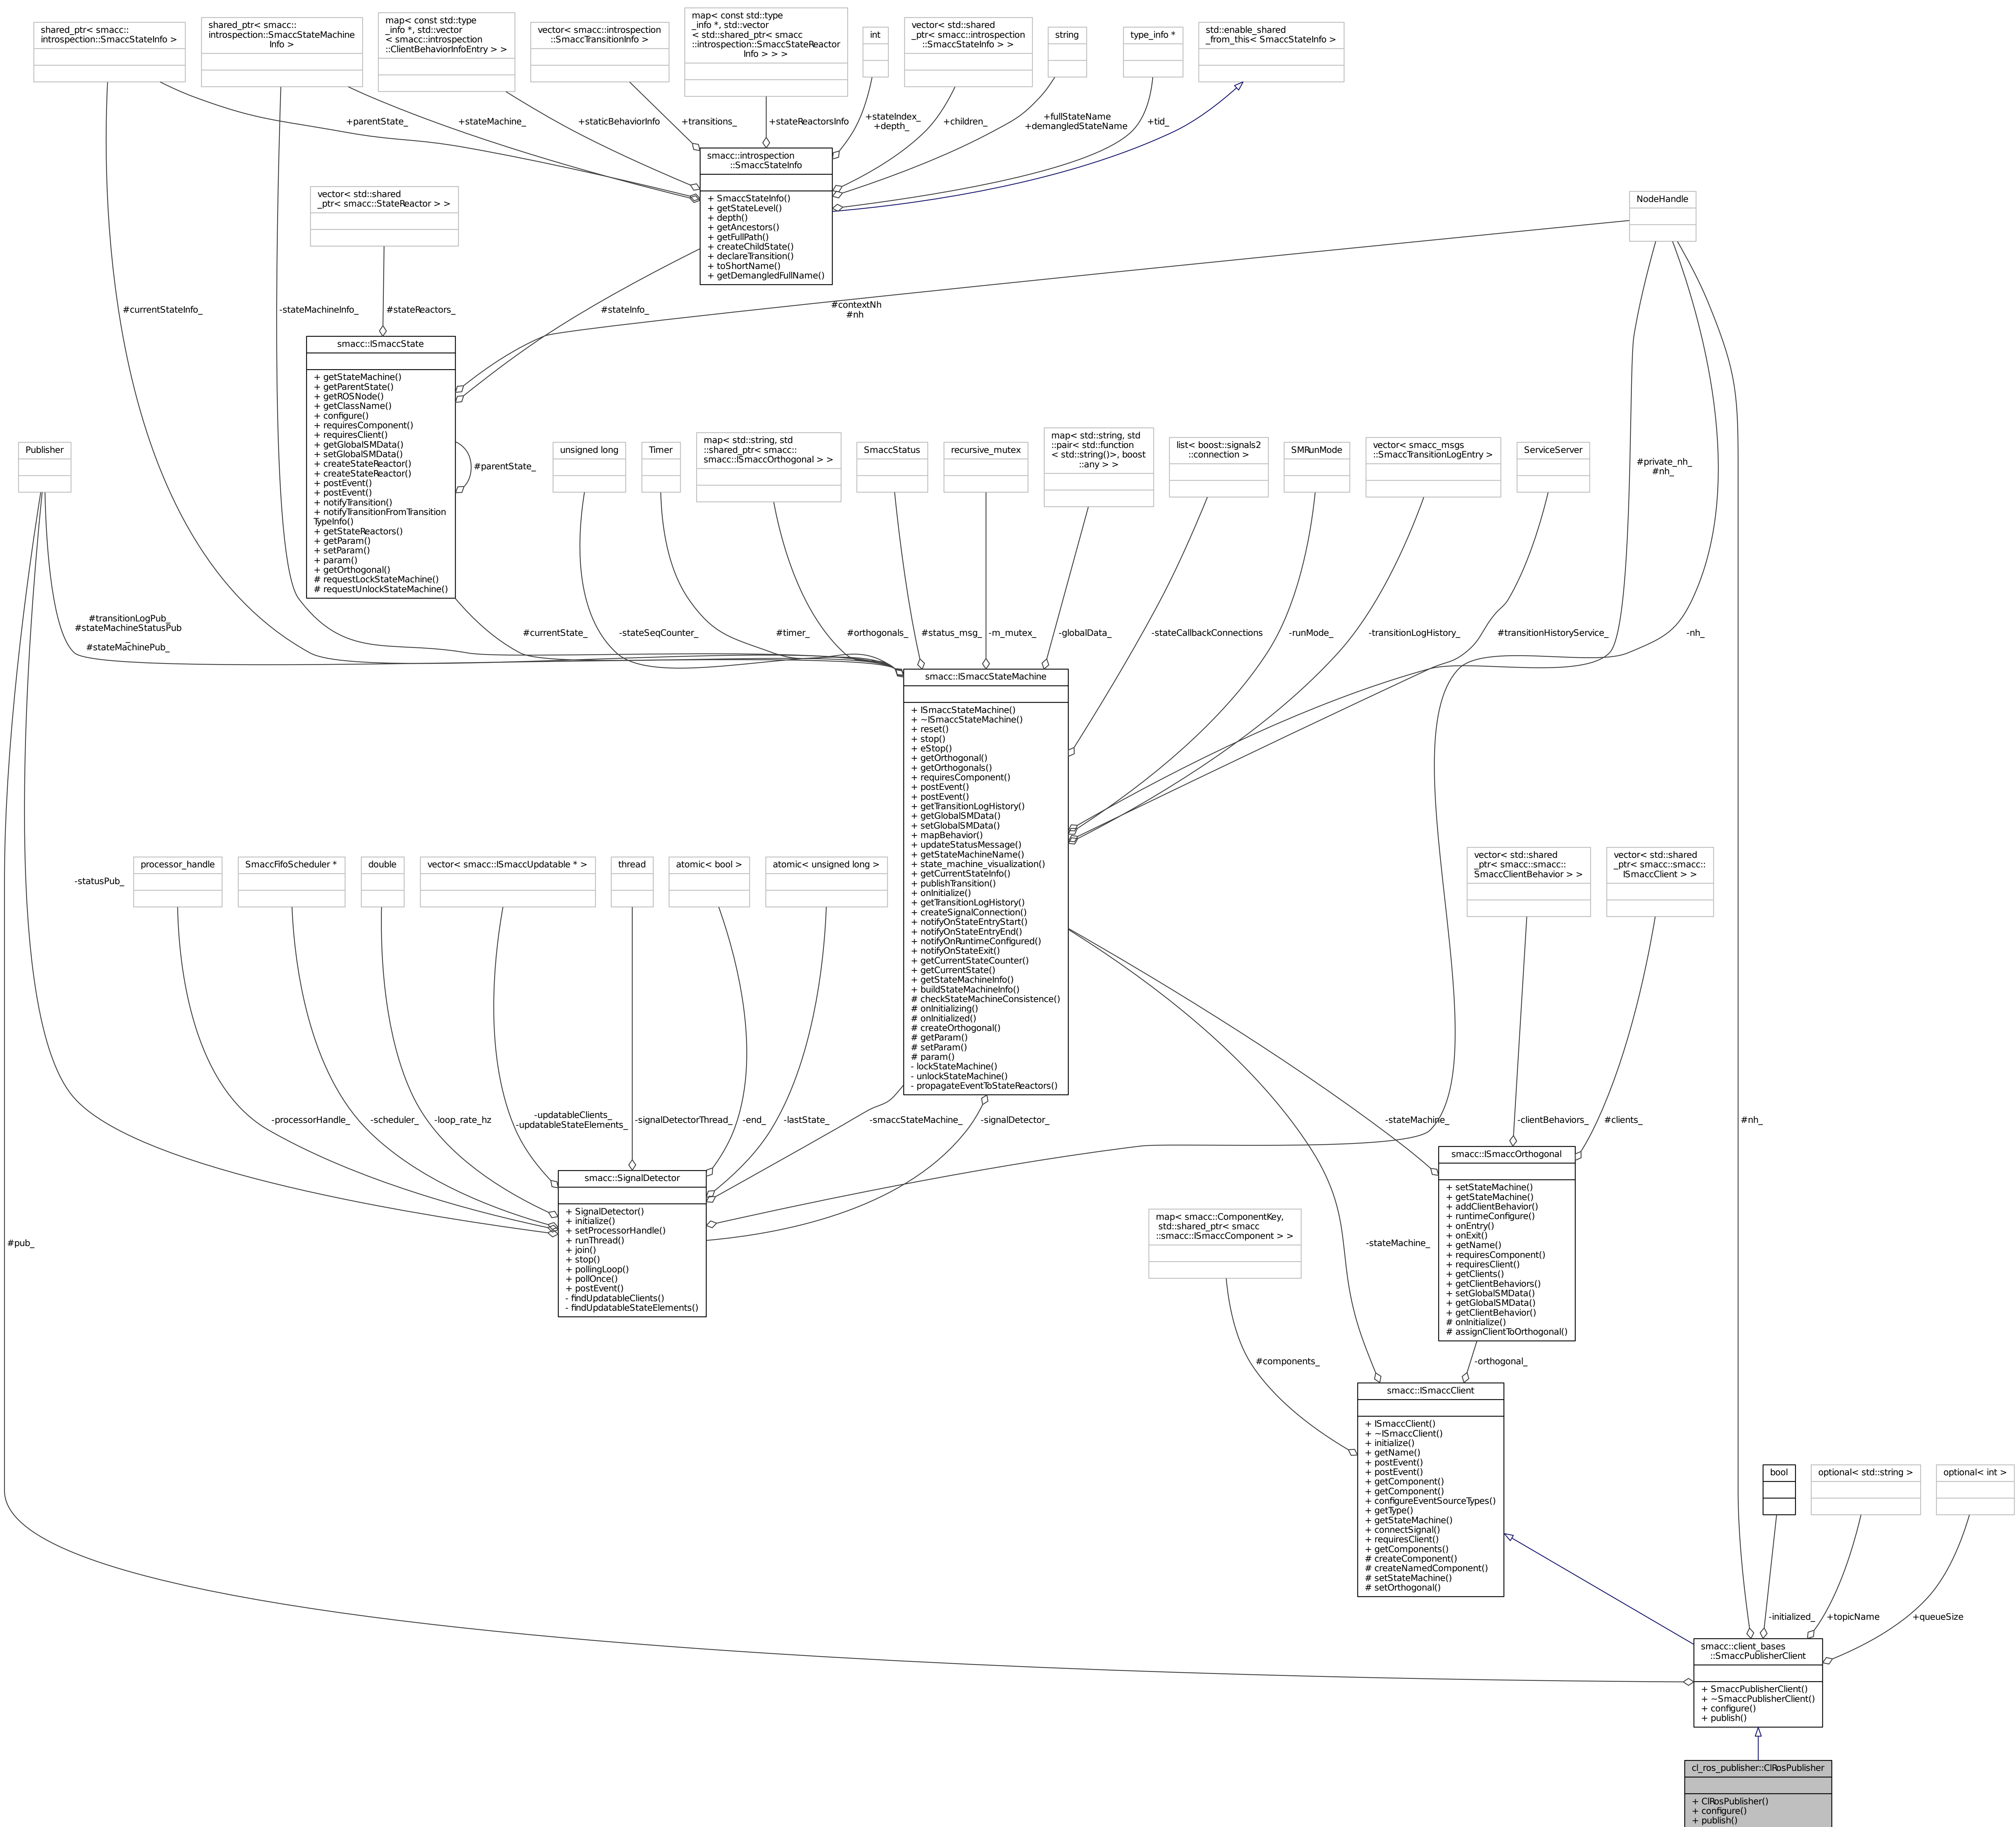 shared_ptr< smacc::
introspection::SmaccStateInfo >
shared_ptr< smacc::
introspection::SmaccStateMachine
Info >
map< const std::type
_info *, std::vector
< smacc::introspection
::ClientBehaviorInfoEntry > >
vector< smacc::introspection
::SmaccTransitionInfo >
map< const std::type
_info *, std::vector
< std::shared_ptr< smacc
::introspection::SmaccStateReactor
Info > > >
int
vector< std::shared
_ptr< smacc::introspection
::SmaccStateInfo > >
string
type_info *
std::enable_shared
_from_this< SmaccStateInfo >
+parentState_
+stateMachine_
+staticBehaviorInfo
+transitions_
+stateReactorsInfo
+stateIndex_
+depth_
+children_
+fullStateName
+demangledStateName
+tid_
smacc::introspection
::SmaccStateInfo
+ SmaccStateInfo()
+ getStateLevel()
+ depth()
+ getAncestors()
+ getFullPath()
+ createChildState()
+ declareTransition()
+ toShortName()
+ getDemangledFullName()
vector< std::shared
_ptr< smacc::StateReactor > >
NodeHandle
#currentStateInfo_
-stateMachineInfo_
#stateReactors_
#stateInfo_
#contextNh
#nh
smacc::ISmaccState
+ getStateMachine()
+ getParentState()
+ getROSNode()
+ getClassName()
+ configure()
+ requiresComponent()
+ requiresClient()
+ getGlobalSMData()
+ setGlobalSMData()
+ createStateReactor()
+ createStateReactor()
+ postEvent()
+ postEvent()
+ notifyTransition()
+ notifyTransitionFromTransition
TypeInfo()
+ getStateReactors()
+ getParam()
+ setParam()
+ param()
+ getOrthogonal()
# requestLockStateMachine()
# requestUnlockStateMachine()
#parentState_
Publisher
unsigned long
Timer
map< std::string, std
::shared_ptr< smacc::
smacc::ISmaccOrthogonal > >
SmaccStatus
recursive_mutex
map< std::string, std
::pair< std::function
< std::string()>, boost
::any > >
list< boost::signals2
::connection >
SMRunMode
vector< smacc_msgs
::SmaccTransitionLogEntry >
ServiceServer
#private_nh_
#nh_
#transitionLogPub_
#stateMachineStatusPub
_
#stateMachinePub_
#currentState_
-stateSeqCounter_
#timer_
#orthogonals_
#status_msg_
-m_mutex_
-globalData_
-stateCallbackConnections
-runMode_
-transitionLogHistory_
#transitionHistoryService_
-nh_
smacc::ISmaccStateMachine
+ ISmaccStateMachine()
+ ~ISmaccStateMachine()
+ reset()
+ stop()
+ eStop()
+ getOrthogonal()
+ getOrthogonals()
+ requiresComponent()
+ postEvent()
+ postEvent()
+ getTransitionLogHistory()
+ getGlobalSMData()
+ setGlobalSMData()
+ mapBehavior()
+ updateStatusMessage()
+ getStateMachineName()
+ state_machine_visualization()
+ getCurrentStateInfo()
+ publishTransition()
+ onInitialize()
+ getTransitionLogHistory()
+ createSignalConnection()
+ notifyOnStateEntryStart()
+ notifyOnStateEntryEnd()
+ notifyOnRuntimeConfigured()
+ notifyOnStateExit()
+ getCurrentStateCounter()
+ getCurrentState()
+ getStateMachineInfo()
+ buildStateMachineInfo()
# checkStateMachineConsistence()
# onInitializing()
# onInitialized()
# createOrthogonal()
# getParam()
# setParam()
# param()
- lockStateMachine()
- unlockStateMachine()
- propagateEventToStateReactors()
-statusPub_
processor_handle
SmaccFifoScheduler *
double
vector< smacc::ISmaccUpdatable * >
thread
atomic< bool >
atomic< unsigned long >
vector< std::shared
_ptr< smacc::smacc::
SmaccClientBehavior > >
vector< std::shared
_ptr< smacc::smacc::
ISmaccClient > >
-processorHandle_
-scheduler_
-loop_rate_hz
-updatableClients_
-updatableStateElements_
-signalDetectorThread_
-end_
-lastState_
-smaccStateMachine_
-signalDetector_
-stateMachine_
-clientBehaviors_
#clients_
#nh_
smacc::SignalDetector
+ SignalDetector()
+ initialize()
+ setProcessorHandle()
+ runThread()
+ join()
+ stop()
+ pollingLoop()
+ pollOnce()
+ postEvent()
- findUpdatableClients()
- findUpdatableStateElements()
smacc::ISmaccOrthogonal
+ setStateMachine()
+ getStateMachine()
+ addClientBehavior()
+ runtimeConfigure()
+ onEntry()
+ onExit()
+ getName()
+ requiresComponent()
+ requiresClient()
+ getClients()
+ getClientBehaviors()
+ setGlobalSMData()
+ getGlobalSMData()
+ getClientBehavior()
# onInitialize()
# assignClientToOrthogonal()
#pub_
map< smacc::ComponentKey,
std::shared_ptr< smacc
::smacc::ISmaccComponent > >
-stateMachine_
#components_
-orthogonal_
smacc::ISmaccClient
+ ISmaccClient()
+ ~ISmaccClient()
+ initialize()
+ getName()
+ postEvent()
+ postEvent()
+ getComponent()
+ getComponent()
+ configureEventSourceTypes()
+ getType()
+ getStateMachine()
+ connectSignal()
+ requiresClient()
+ getComponents()
# createComponent()
# createNamedComponent()
# setStateMachine()
# setOrthogonal()
bool
optional< std::string >
optional< int >
-initialized_
+topicName
+queueSize
smacc::client_bases
::SmaccPublisherClient
+ SmaccPublisherClient()
+ ~SmaccPublisherClient()
+ configure()
+ publish()
cl_ros_publisher::ClRosPublisher
+ ClRosPublisher()
+ configure()
+ publish()